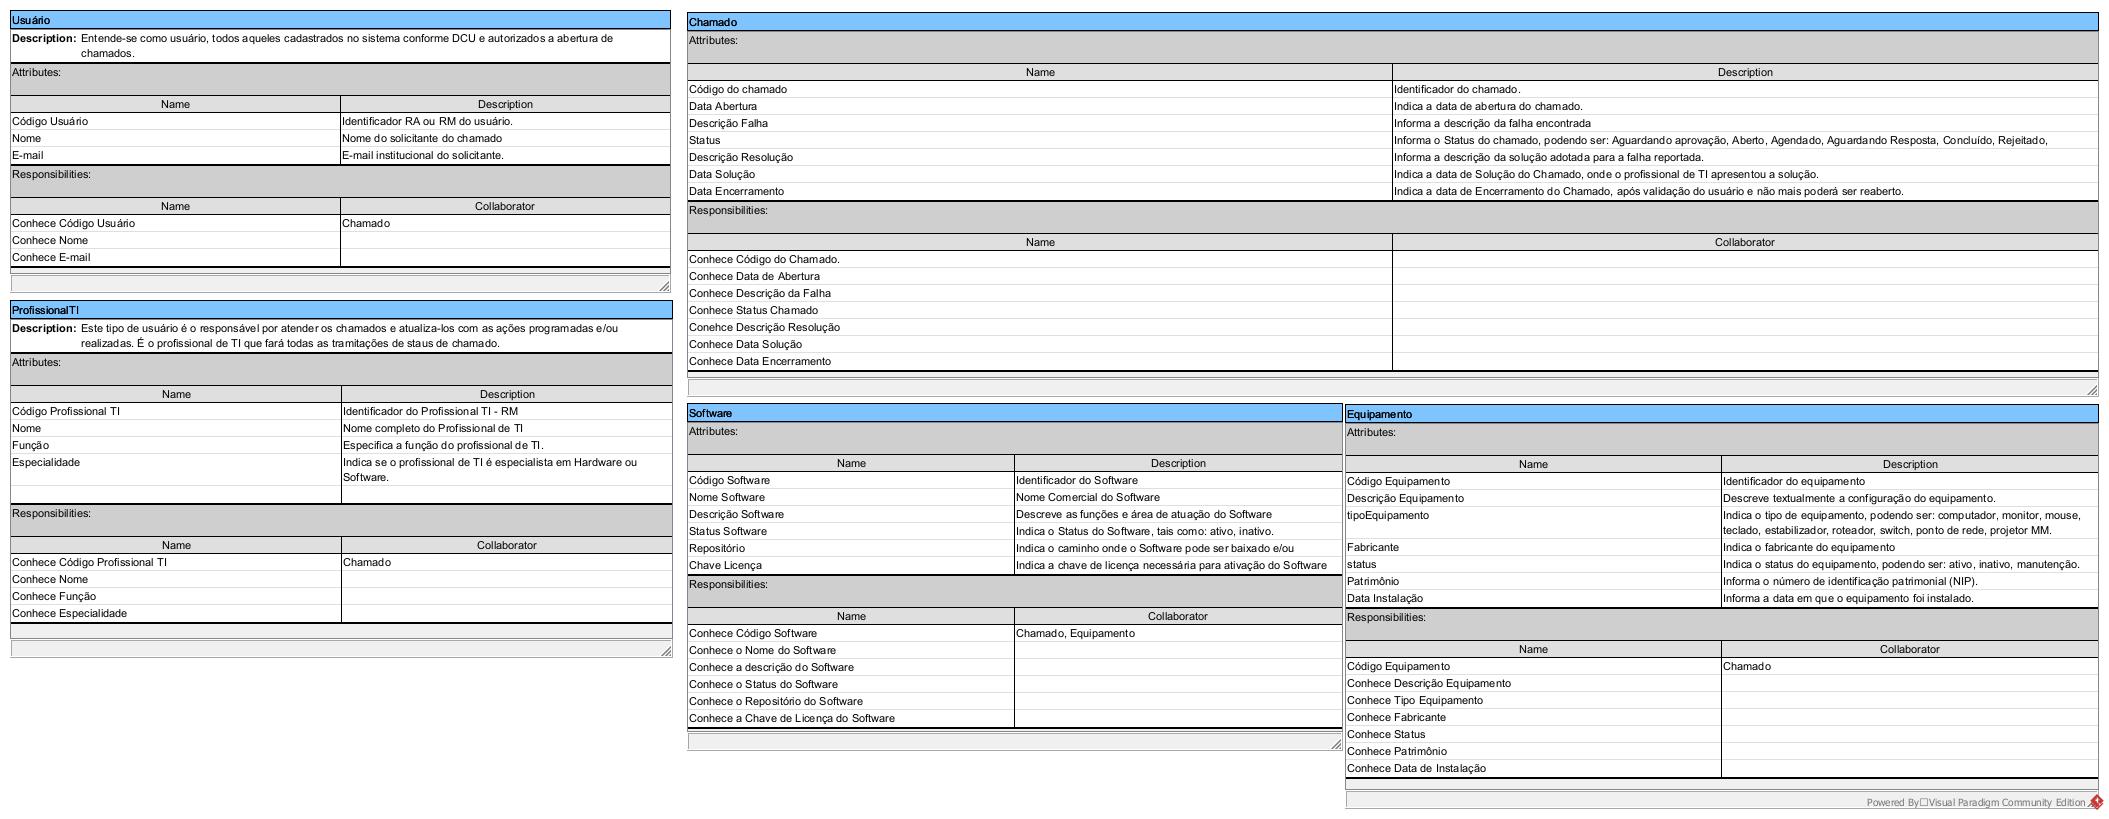 Usuário
Description: Entende-se como usuário, todos aqueles cadastrados no sistema conforme DCU e autorizados a abertura de
chamados.
Attributes:
Name Description
Código Usuário Identificador RA ou RM do usuário.
Nome Nome do solicitante do chamado
E-mail E-mail institucional do solicitante.
Responsibilities:
Name Collaborator
Conhece Código Usuário Chamado
Conhece Nome
Conhece E-mail
ProfissionalTI
Description: Este tipo de usuário é o responsável por atender os chamados e atualiza-los com as ações programadas e/ou
realizadas. É o profissional de TI que fará todas as tramitações de staus de chamado.
Attributes:
Name Description
Código Profissional TI Identificador do Profissional TI - RM
Nome Nome completo do Profissional de TI
Função Especifica a função do profissional de TI.
Especialidade Indica se o profissional de TI é especialista em Hardware ou
Software.
Responsibilities:
Name Collaborator
Conhece Código Profissional TI Chamado
Conhece Nome
Conhece Função
Conhece Especialidade
Chamado
Attributes:
Name Description
Código do chamado Identificador do chamado.
Data Abertura Indica a data de abertura do chamado.
Descrição Falha Informa a descrição da falha encontrada
Status Informa o Status do chamado, podendo ser: Aguardando aprovação, Aberto, Agendado, Aguardando Resposta, Concluído, Rejeitado,
Descrição Resolução Informa a descrição da solução adotada para a falha reportada.
Data Solução Indica a data de Solução do Chamado, onde o profissional de TI apresentou a solução.
Data Encerramento Indica a data de Encerramento do Chamado, após validação do usuário e não mais poderá ser reaberto.
Responsibilities:
Name Collaborator
Conhece Código do Chamado.
Conhece Data de Abertura
Conhece Descrição da Falha
Conhece Status Chamado
Conehce Descrição Resolução
Conhece Data Solução
Conhece Data Encerramento
Software
Attributes:
Name Description
Código Software Identificador do Software
Nome Software Nome Comercial do Software
Descrição Software Descreve as funções e área de atuação do Software
Status Software Indica o Status do Software, tais como: ativo, inativo.
Repositório Indica o caminho onde o Software pode ser baixado e/ou
Chave Licença Indica a chave de licença necessária para ativação do Software
Responsibilities:
Name Collaborator
Conhece Código Software Chamado, Equipamento
Conhece o Nome do Software
Conhece a descrição do Software
Conhece o Status do Software
Conhece o Repositório do Software
Conhece a Chave de Licença do Software
Equipamento
Attributes:
Name Description
Código Equipamento Identificador do equipamento
Descrição Equipamento Descreve textualmente a configuração do equipamento.
tipoEquipamento Indica o tipo de equipamento, podendo ser: computador, monitor, mouse,
teclado, estabilizador, roteador, switch, ponto de rede, projetor MM.
Fabricante Indica o fabricante do equipamento
status Indica o status do equipamento, podendo ser: ativo, inativo, manutenção.
Patrimônio Informa o número de identificação patrimonial (NIP).
Data Instalação Informa a data em que o equipamento foi instalado.
Responsibilities:
Name Collaborator
Código Equipamento Chamado
Conhece Descrição Equipamento
Conhece Tipo Equipamento
Conhece Fabricante
Conhece Status
Conhece Patrimônio
Conhece Data de Instalação
Powered By□Visual Paradigm Community Edition